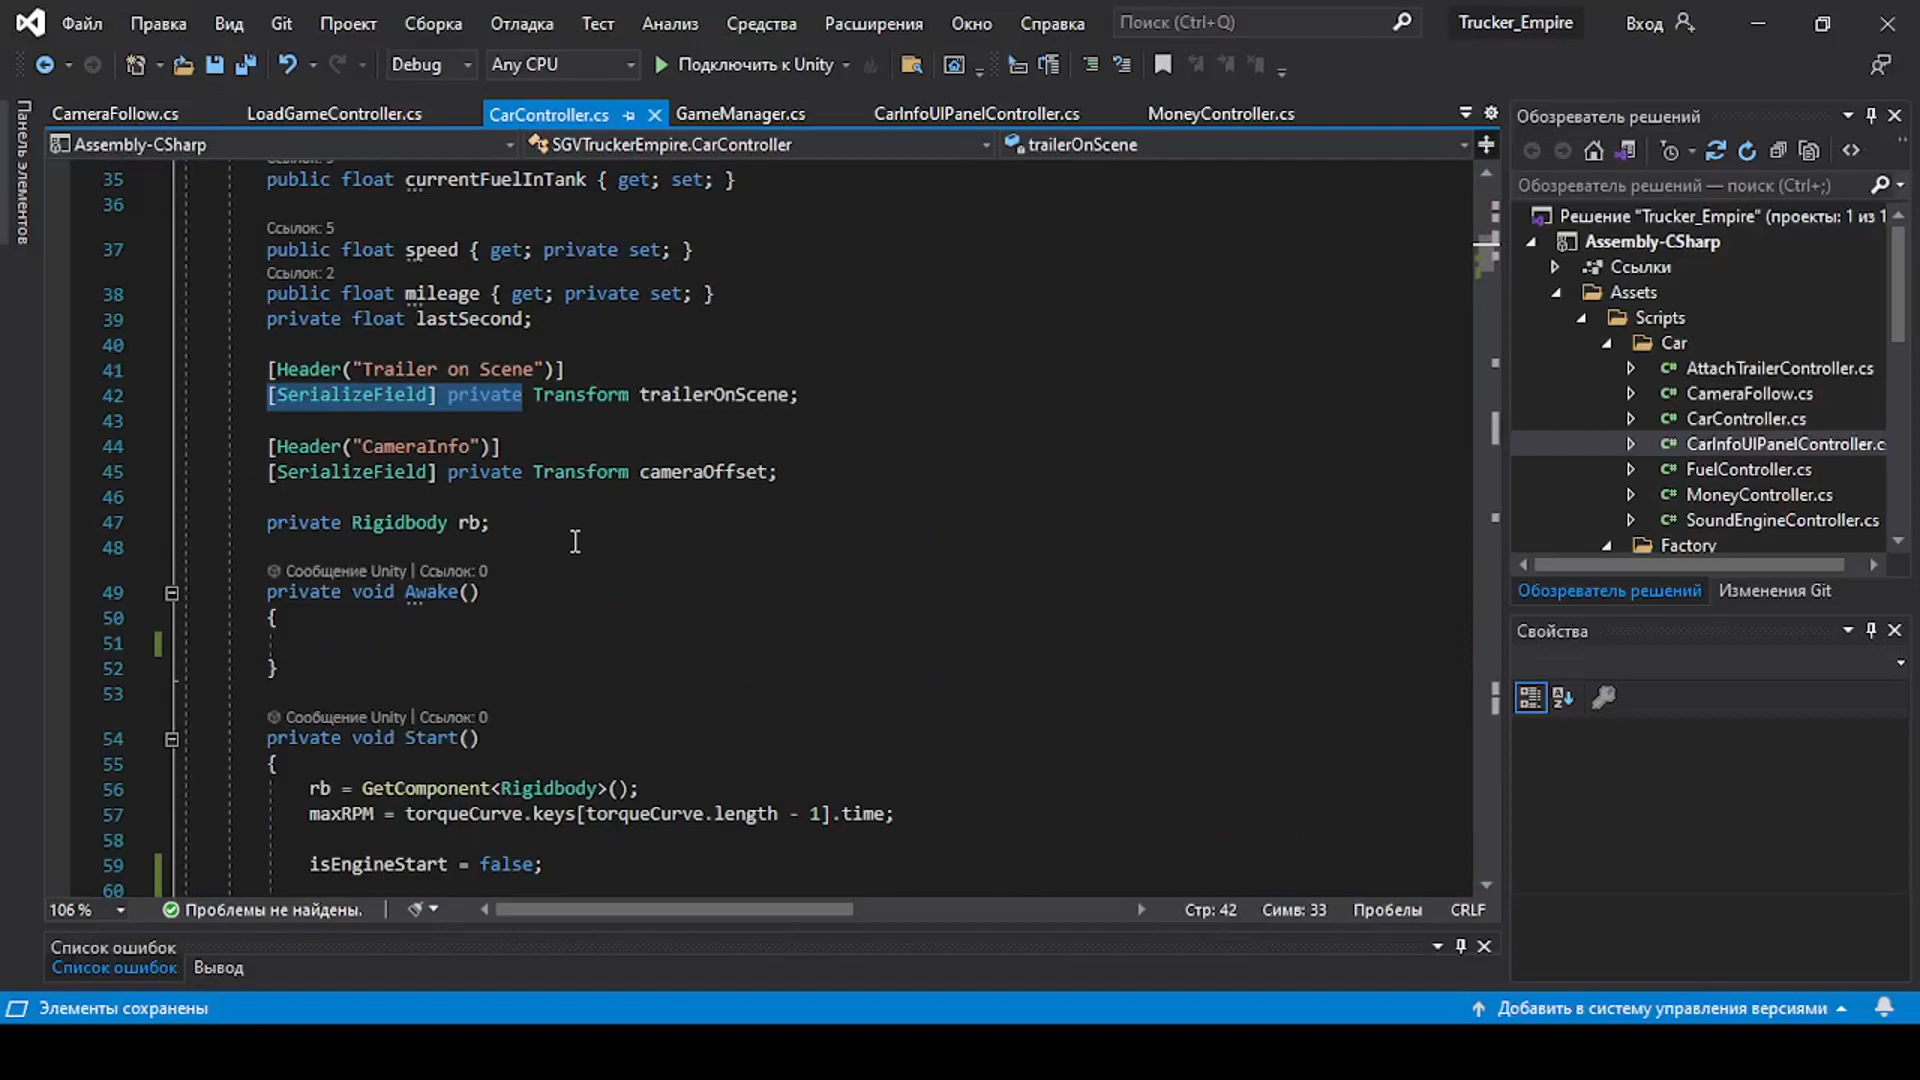 Файл Правка Вид Git Проект Сборка Отладка Тест Анализ Средства Расширения Окно Справка Поиск (Ctrl+Q) Trucker_Empire Вход
Debug Any CPU Подключить к Unity
Панель элементов
CameraFollow.cs LoadGameController.cs CarController.cs GameManager.cs CarInfoUIPanelController.cs MoneyController.cs
Assembly-CSharp SGVTruckerEmpire.CarController trailerOnScene
35 public float currentFuelInTank { get; set; }
36
Ссылок: 5
37 public float speed { get; private set; }
Ссылок: 2
38 public float mileage { get; private set; }
39 private float lastSecond;
40
41 [Header("Trailer on Scene")]
42 [SerializeField] private Transform trailerOnScene;
43
44 [Header("CameraInfo")]
45 [SerializeField] private Transform cameraOffset;
46
47 private Rigidbody rb;
48
Сообщение Unity | Ссылок: 0
49 private void Awake()
50 {
51
52 }
53
Сообщение Unity | Ссылок: 0
54 private void Start()
55 {
56 rb = GetComponent<Rigidbody>();
57 maxRPM = torqueCurve.keys[torqueCurve.length - 1].time;
58
59 isEngineStart = false;
60
106 % Проблемы не найдены. Стр: 42 Симв: 33 Пробелы CRLF
Список ошибок
Список ошибок Вывод
Обозреватель решений
Обозреватель решений — поиск (Ctrl+;)
Решение "Trucker_Empire" (проекты: 1 из 1
Assembly-CSharp
Ссылки
Assets
Scripts
Car
C# AttachTrailerController.cs
C# CameraFollow.cs
C# CarController.cs
C# CarInfoUIPanelController.c
C# FuelController.cs
C# MoneyController.cs
C# SoundEngineController.cs
Factory
Обозреватель решений Изменения Git
Свойства
Элементы сохранены Добавить в систему управления версиями